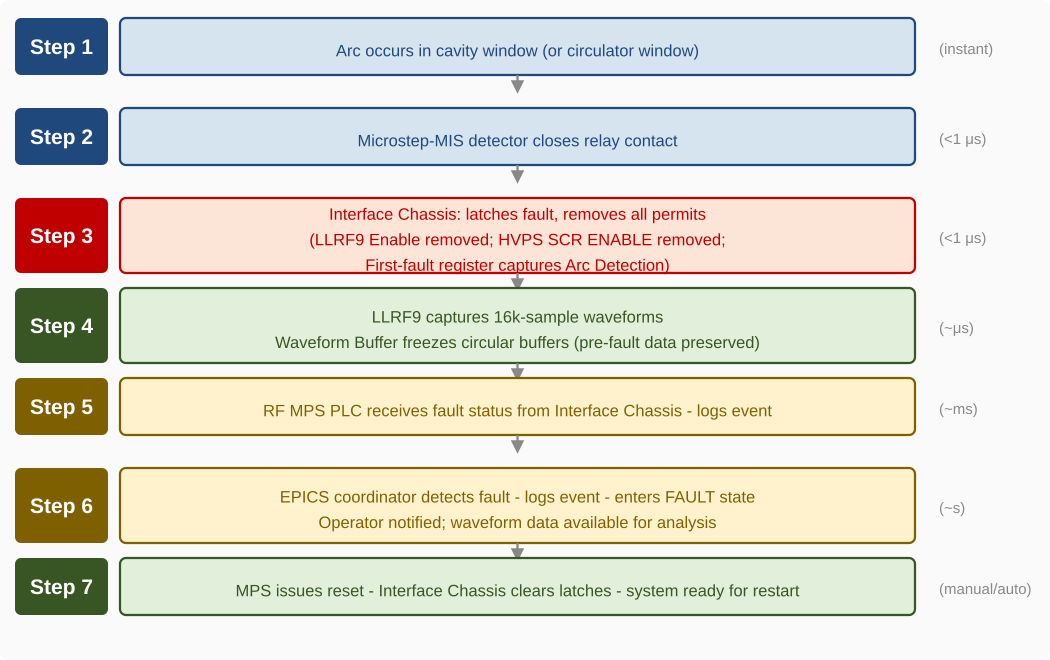 Step 1
Arc occurs in cavity window (or circulator window)
(instant)
Step 2
Microstep-MIS detector closes relay contact
(<1 μs)
Step 3
Interface Chassis: latches fault, removes all permits
(LLRF9 Enable removed; HVPS SCR ENABLE removed;
First-fault register captures Arc Detection)
(<1 μs)
Step 4
LLRF9 captures 16k-sample waveforms
Waveform Buffer freezes circular buffers (pre-fault data preserved)
(~μs)
Step 5
RF MPS PLC receives fault status from Interface Chassis - logs event
(~ms)
Step 6
EPICS coordinator detects fault - logs event - enters FAULT state
Operator notified; waveform data available for analysis
(~s)
Step 7
MPS issues reset - Interface Chassis clears latches - system ready for restart
(manual/auto)